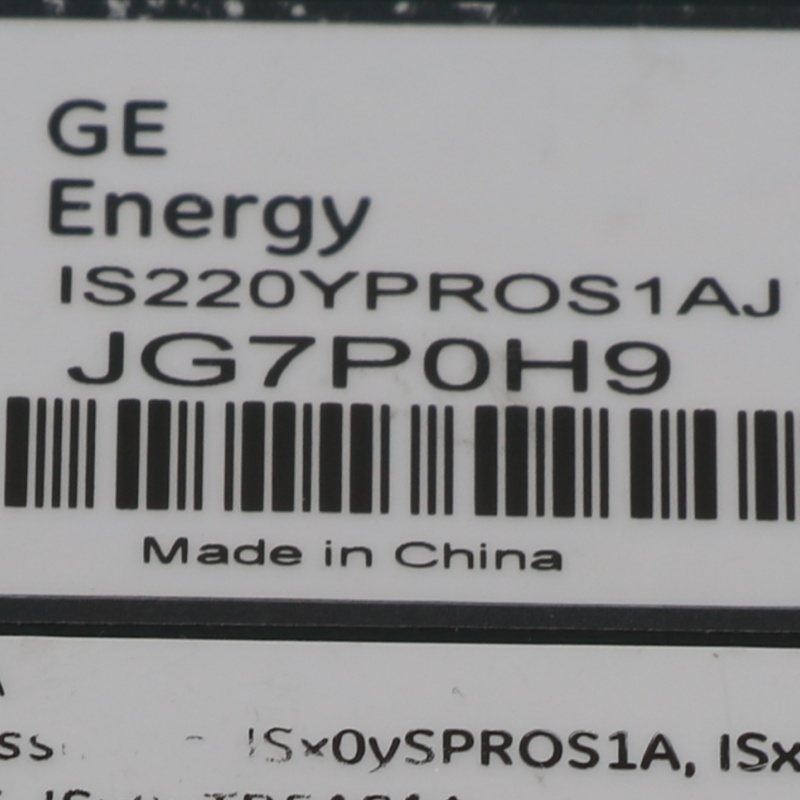 GE
Energy
IS220YPROS1AJ
JG7P0H9
Made in China
ISx0ySPROS1A, ISx